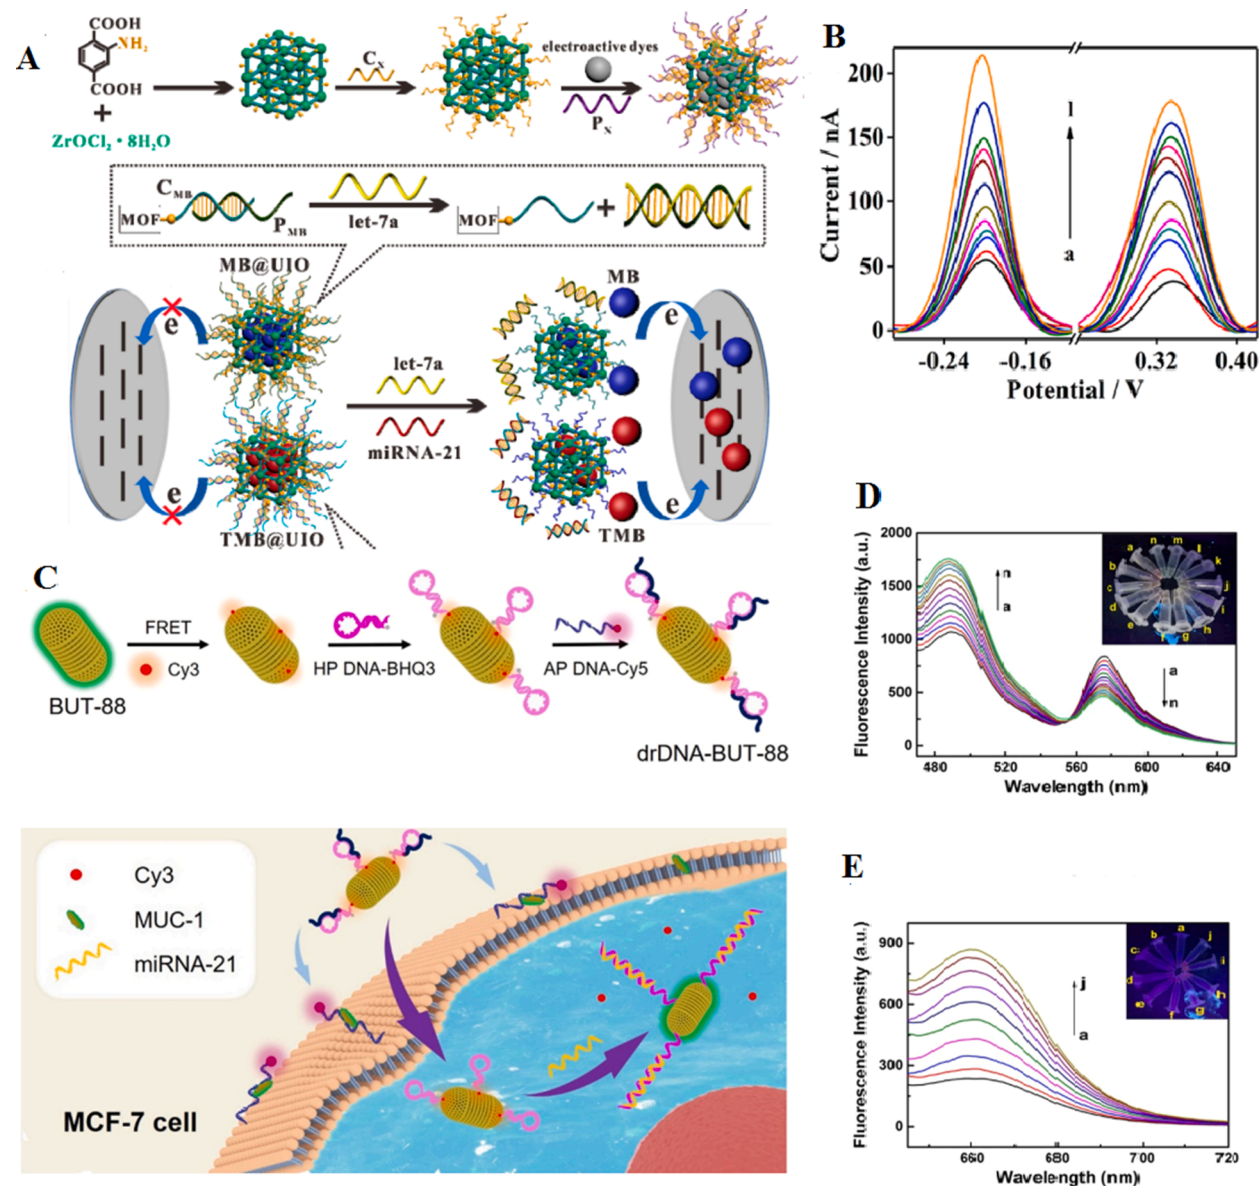 A
COOH
NH₂
COOH
+
ZrOCl₂ • 8H₂O
Cx
electroactive dyes
Px
CMB
MOF
PMB
let-7a
MOF
+
MB@UIO
e
e
TMB@UIO
let-7a
miRNA-21
MB
e
e
TMB
B
Current / nA
200
150
100
50
0
l
a
-0.24
-0.16
0.32
0.40
Potential / V
C
BUT-88
FRET
Cy3
HP DNA-BHQ3
AP DNA-Cy5
drDNA-BUT-88
Cy3
MUC-1
miRNA-21
MCF-7 cell
D
Fluorescence Intensity (a.u.)
2000
1500
1000
500
0
n
a
a
n
a
n
m
l
k
b
c
j
d
i
e
f
g
h
480
520
560
600
640
Wavelength (nm)
E
Fluorescence Intensity (a.u.)
900
600
300
0
j
a
b
a
j
c
i
d
h
e
f
g
660
680
700
720
Wavelength (nm)